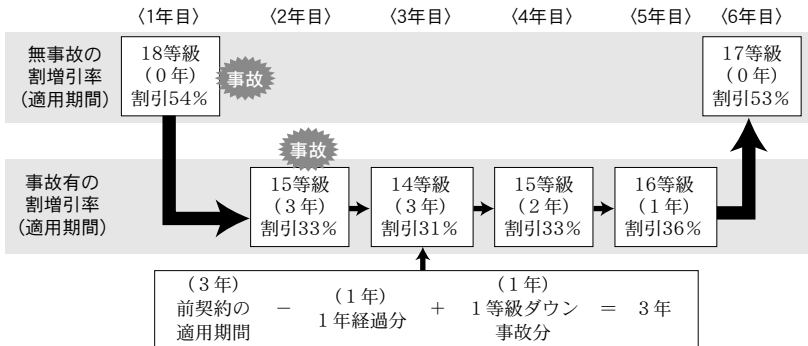 〈1年目〉 〈2年目〉 〈3年目〉 〈4年目〉 〈5年目〉 〈6年目〉
無事故の
割増引率
(適用期間)
18等級
(0年)
割引54%
事故
17等級
(0年)
割引53%
事故
事故有の
割増引率
(適用期間)
15等級
(3年)
割引33%
14等級
(3年)
割引31%
15等級
(2年)
割引33%
16等級
(1年)
割引36%
(3年)
前契約の
適用期間
－
(1年)
1年経過分
＋
(1年)
1等級ダウン
事故分
＝ 3年